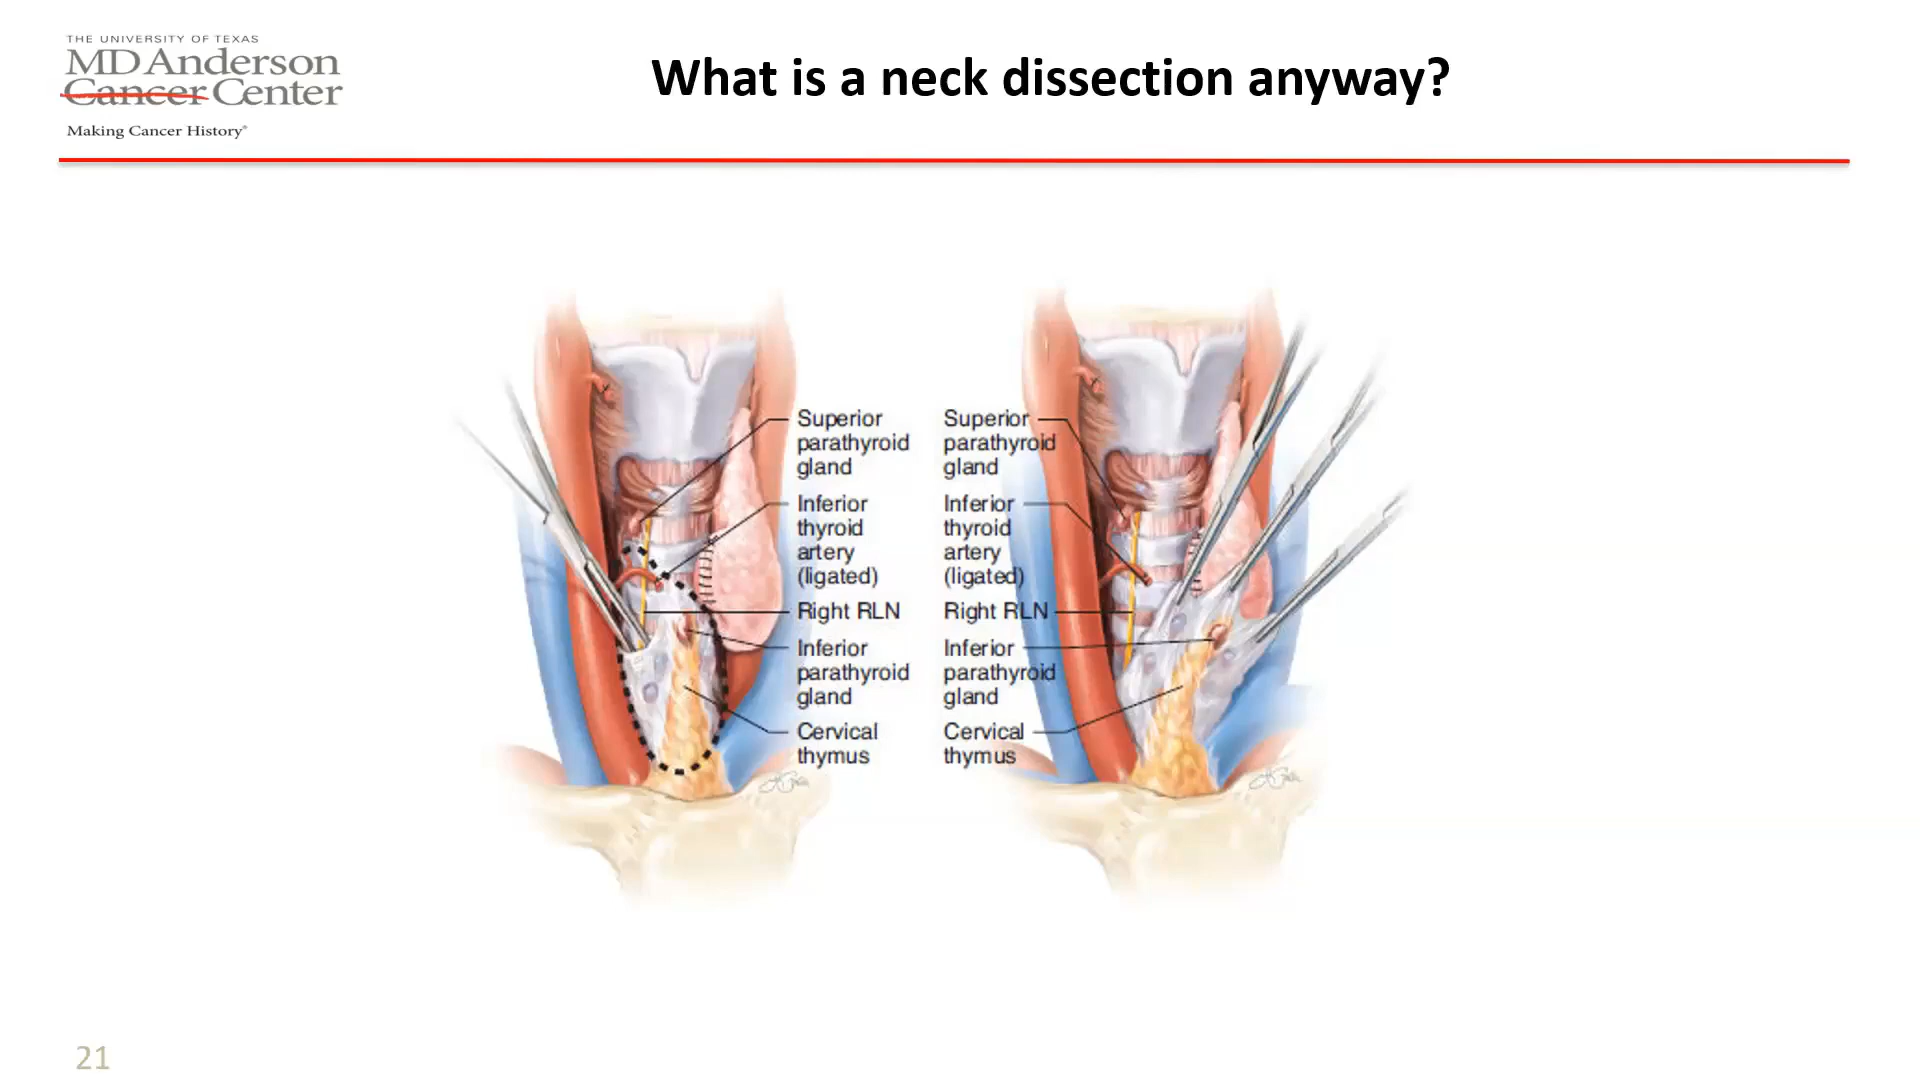 THE UNIVERSITY OF TEXAS
MD Anderson
Cancer Center
Making Cancer History®
What is a neck dissection anyway?
Superior
parathyroid
gland
Inferior
thyroid
artery
(ligated)
Right RLN
Inferior
parathyroid
gland
Cervical
thymus
Superior
parathyroid
gland
Inferior
thyroid
artery
(ligated)
Right RLN
Inferior
parathyroid
gland
Cervical
thymus
21